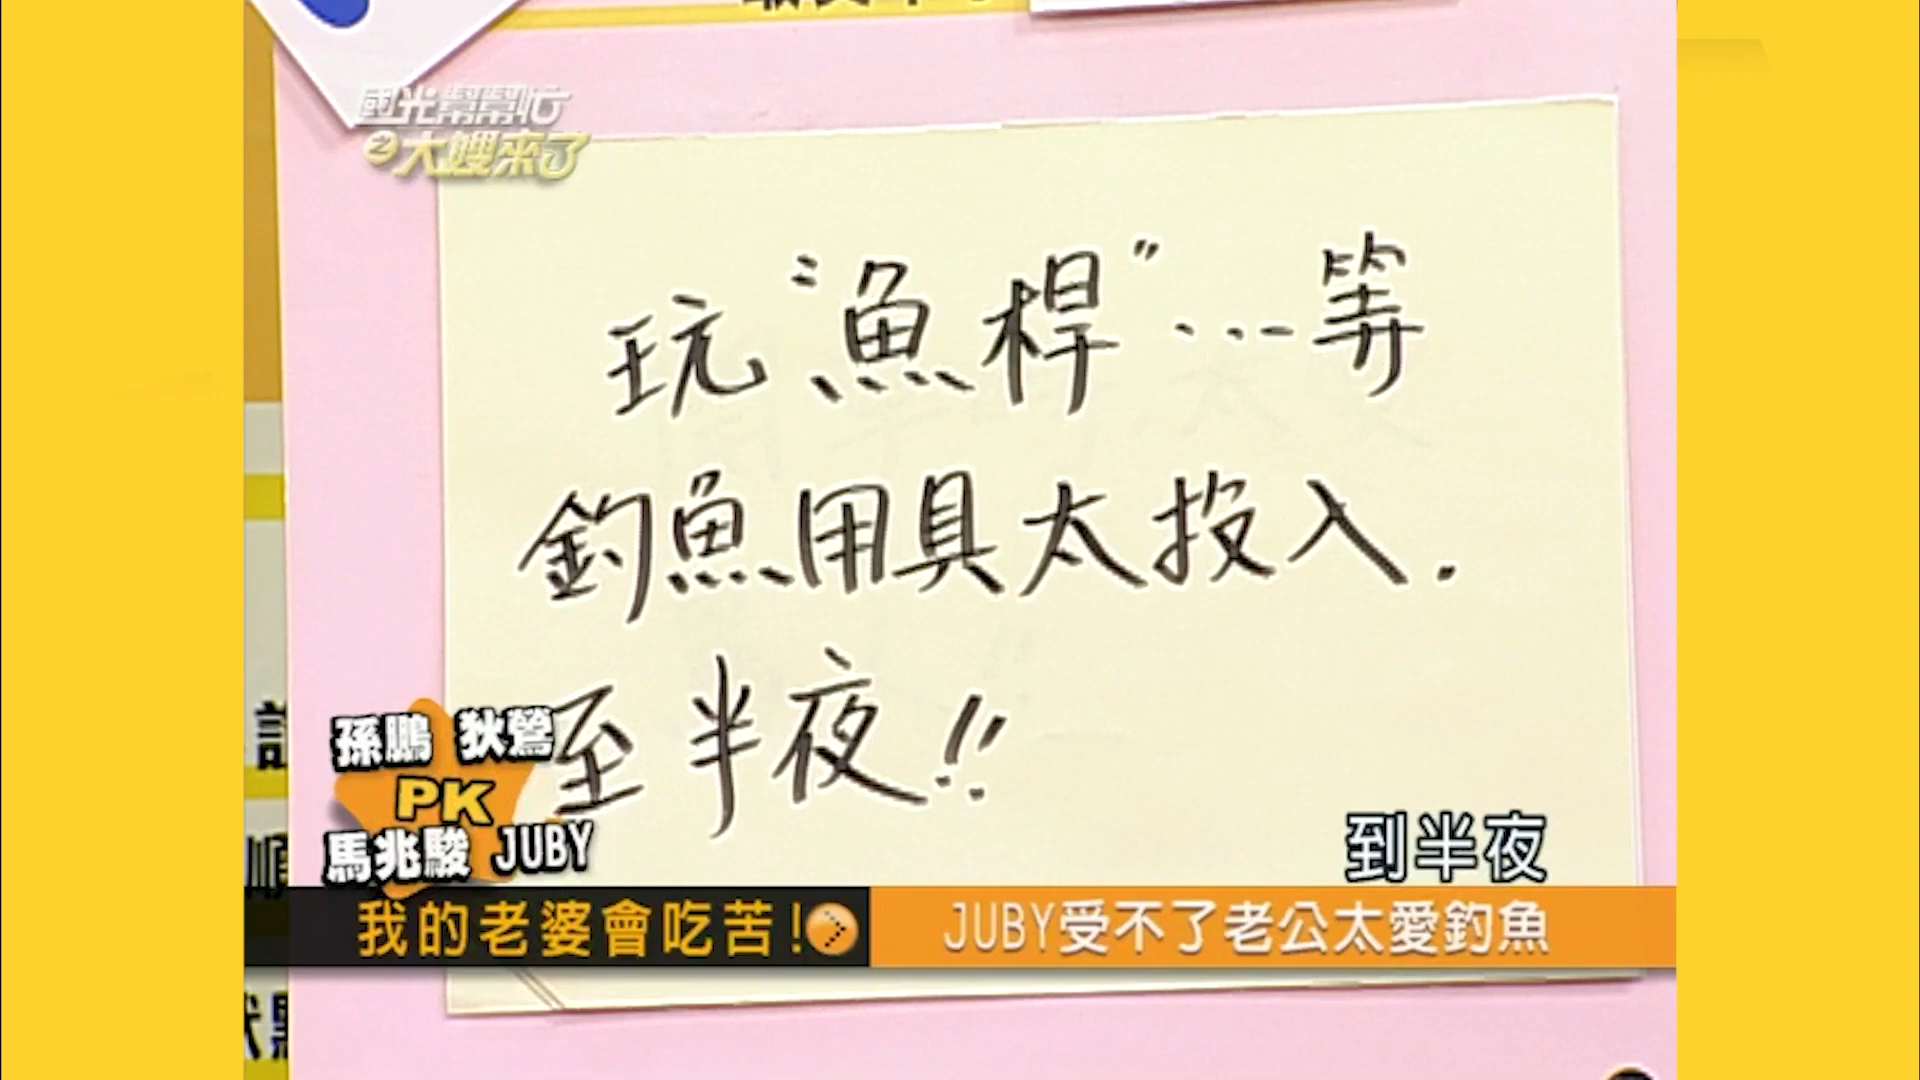 國光幫幫忙
之大嫂來了
玩"魚桿"...等
釣魚用具太投入.
至半夜!!
孫鵬 狄鶯
PK
馬兆駿 JUBY
到半夜
我的老婆會吃苦!
JUBY受不了老公太愛釣魚